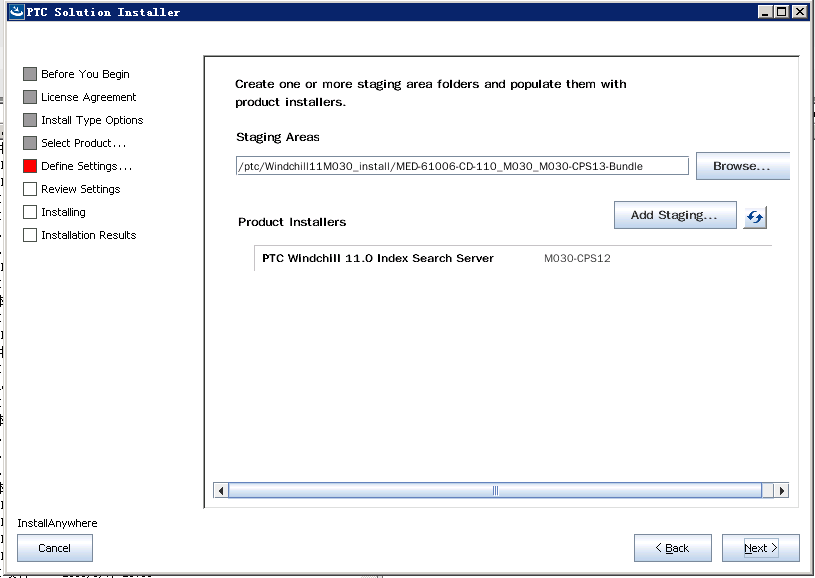 PTC Solution Installer
Before You Begin
License Agreement
Install Type Options
Select Product...
Define Settings...
Review Settings
Installing
Installation Results
Create one or more staging area folders and populate them with
product installers.
Staging Areas
/ptc/Windchill11M030_install/MED-61006-CD-110_M030_M030-CPS13-Bundle
Browse...
Add Staging...
Product Installers
PTC Windchill 11.0 Index Search Server M030-CPS12
InstallAnywhere
Cancel
Back
Next